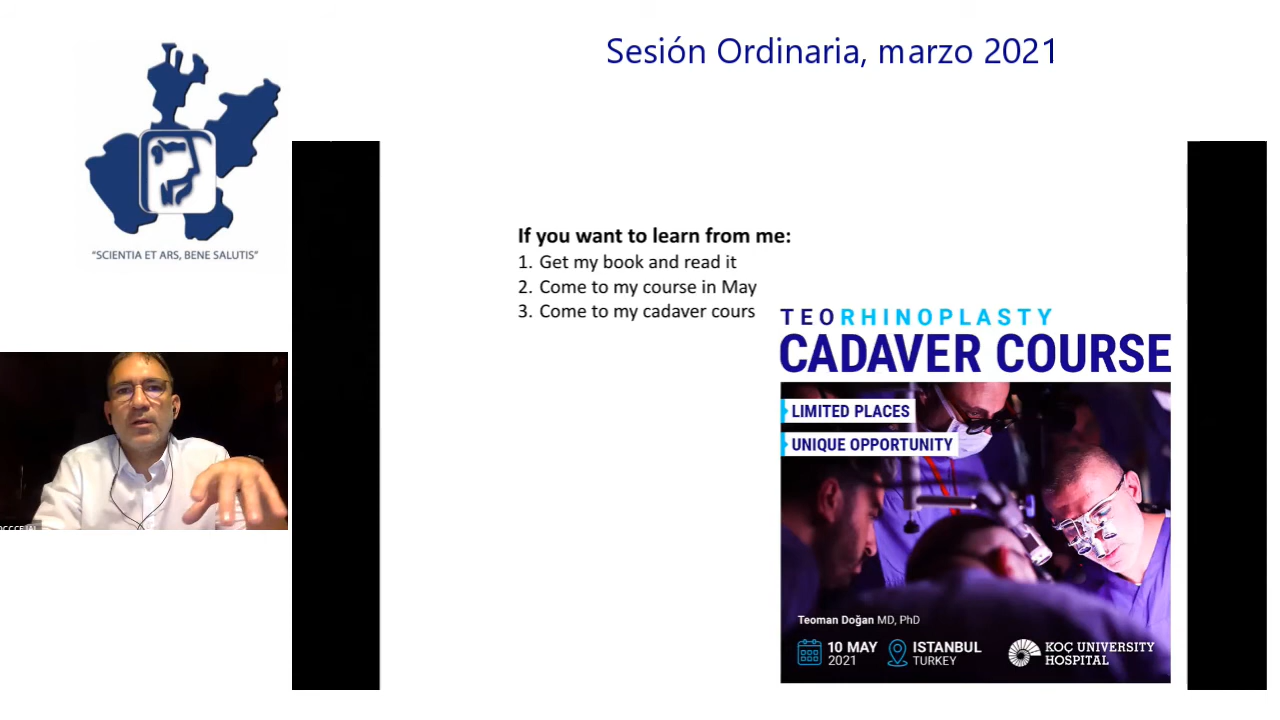 Sesión Ordinaria, marzo 2021
"SCIENTIA ET ARS, BENE SALUTIS"
If you want to learn from me:
1. Get my book and read it
2. Come to my course in May
3. Come to my cadaver cours
TEORHINOPLASTY
CADAVER COURSE
LIMITED PLACES
UNIQUE OPPORTUNITY
Teoman Doğan MD, PhD
10 MAY
2021
ISTANBUL
TURKEY
KOÇ UNIVERSITY
HOSPITAL